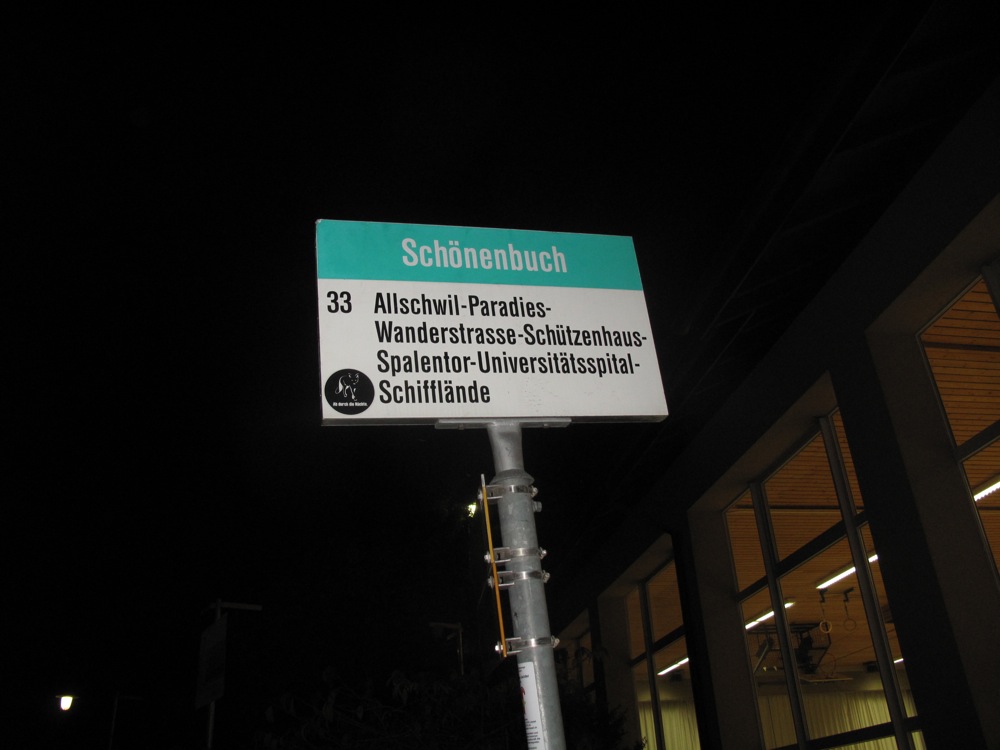 Schönenbuch
33 Allschwil-Paradies-
Wanderstrasse-Schützenhaus-
Spalentor-Universitätsspital-
Schifflände